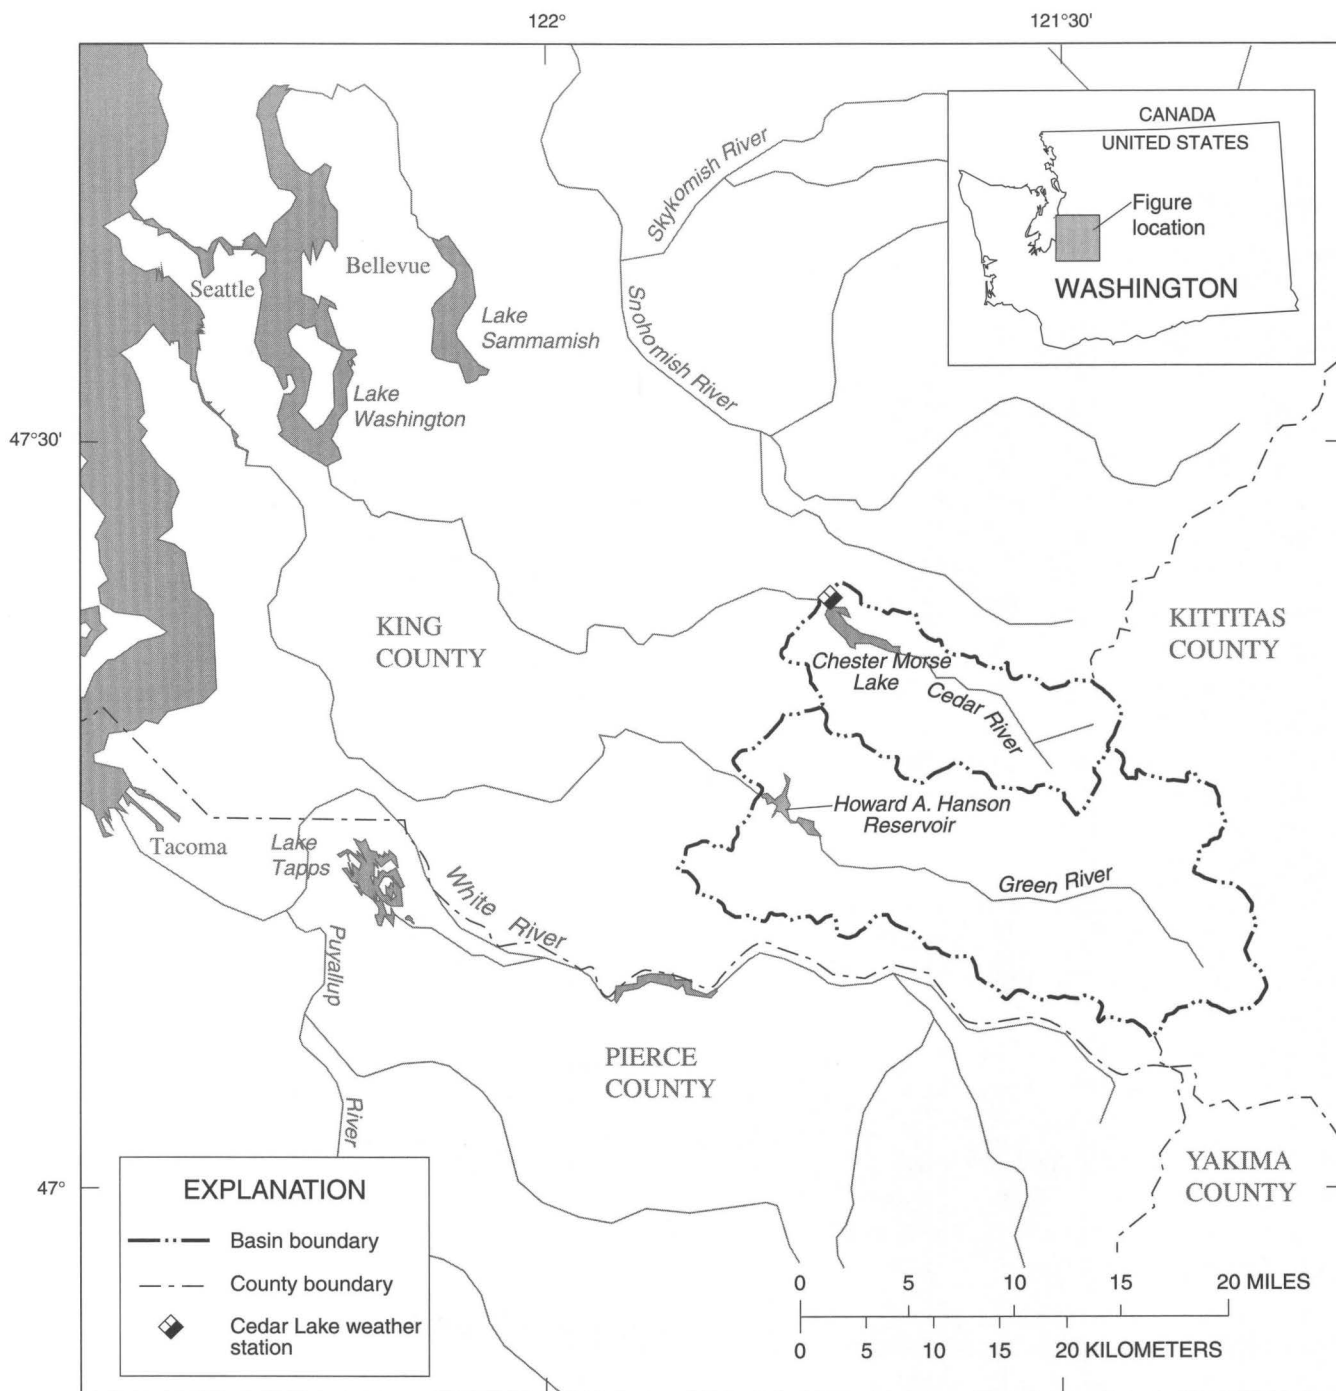 122°
121°30'
CANADA
UNITED STATES
Figure
location
WASHINGTON
Skykomish River
Snohomish River
Bellevue
Seattle
Lake
Sammamish
Lake
Washington
47°30'
KING
COUNTY
KITTITAS
COUNTY
Chester Morse
Lake
Cedar River
Howard A. Hanson
Reservoir
Tacoma
Lake
Tapps
White River
Green River
Puyallup
River
PIERCE
COUNTY
YAKIMA
COUNTY
47°
EXPLANATION
Basin boundary
County boundary
Cedar Lake weather
station
0 5 10 15 20 MILES
0 5 10 15 20 KILOMETERS